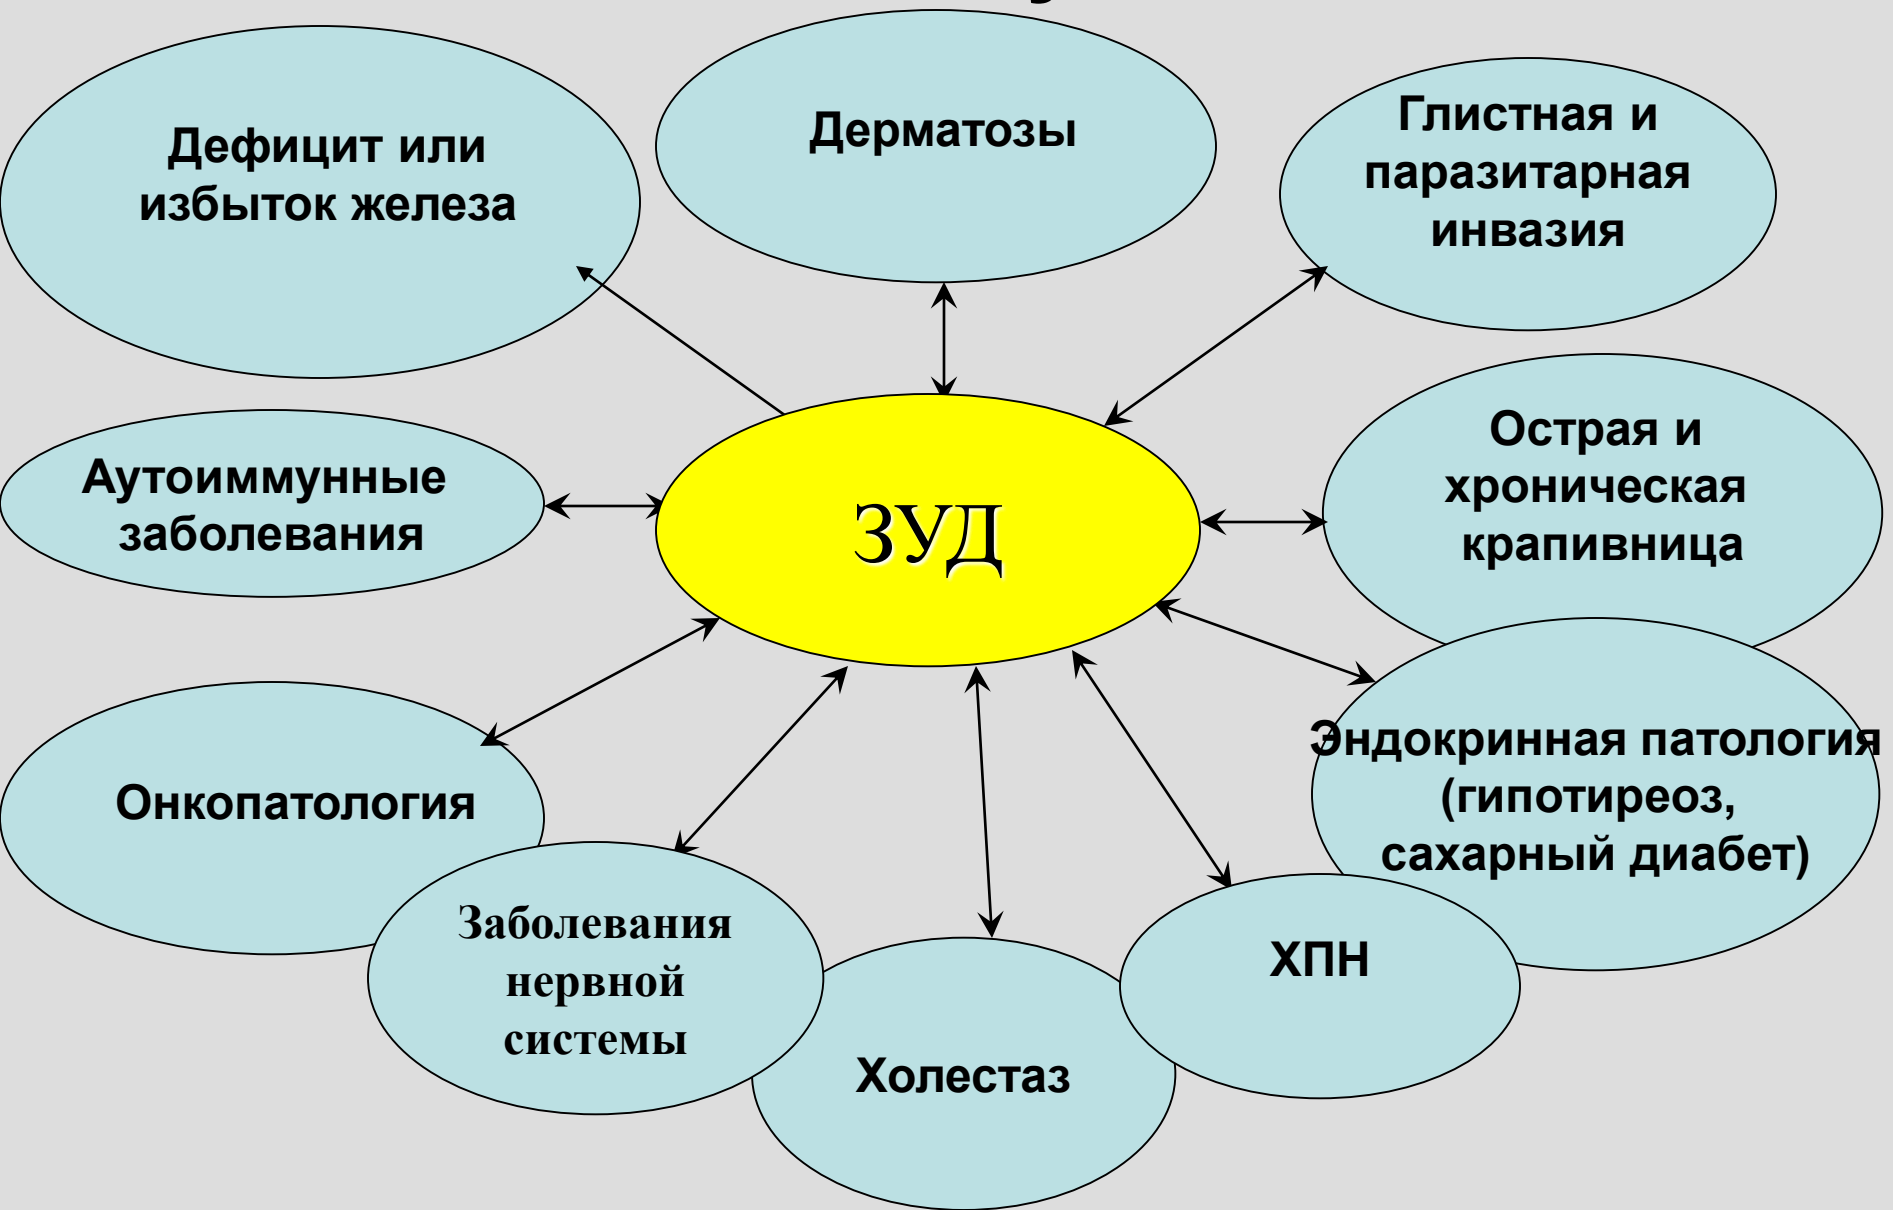 Дефицит или
избыток железа
Дерматозы
Глистная и
паразитарная
инвазия
Аутоиммунные
заболевания
ЗУД
Острая и
хроническая
крапивница
Онкопатология
Эндокринная патология
(гипотиреоз,
сахарный диабет)
Заболевания
нервной
системы
Холестаз
ХПН